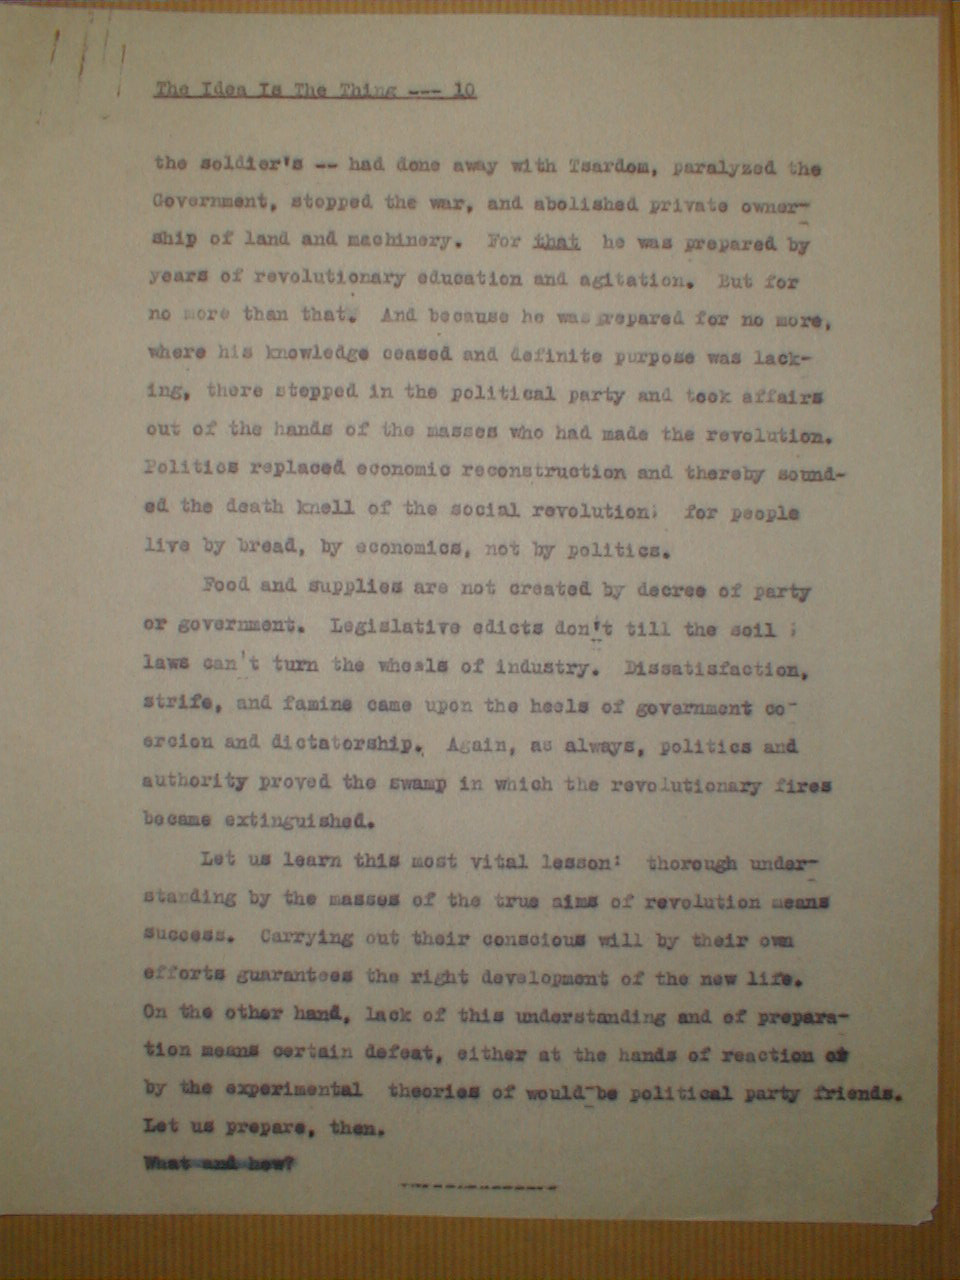 The Idea Is The Thing --- 10
the soldier's -- had done away with Tsardom, paralyzed the
Government, stopped the war, and abolished private owner-
ship of land and machinery. For that he was prepared by
years of revolutionary education and agitation. But for
no more than that. And because he was prepared for no more,
where his knowledge ceased and definite purpose was lack-
ing, there stepped in the political party and took affairs
out of the hands of the masses who had made the revolution.
Politics replaced economic reconstruction and thereby sound-
ed the death knell of the social revolution; for people
live by bread, by economics, not by politics.
Food and supplies are not created by decree of party
or government. Legislative edicts don't till the soil ;
laws can't turn the wheels of industry. Dissatisfaction,
strife, and famine came upon the heels of government co-
ercion and dictatorship. Again, as always, politics and
authority proved the swamp in which the revolutionary fires
became extinguished.
Let us learn this most vital lesson: thorough under-
standing by the masses of the true aims of revolution means
success. Carrying out their conscious will by their own
efforts guarantees the right development of the new life.
On the other hand, lack of this understanding and of prepara-
tion means certain defeat, either at the hands of reaction or
by the experimental theories of would-be political party friends.
Let us prepare, then.
What and how?